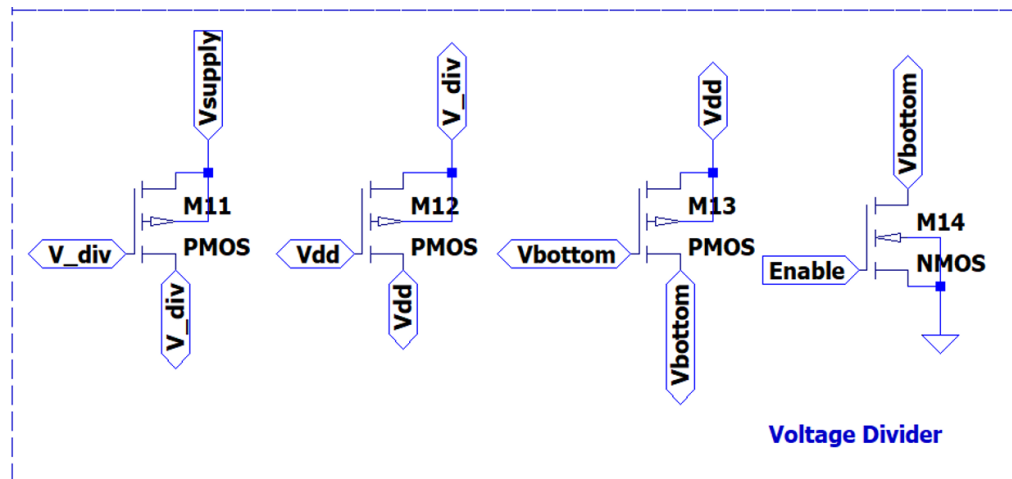 Vsupply
V_div
M11
PMOS
V_div
V_div
Vdd
M12
PMOS
Vdd
Vdd
Vbottom
M13
PMOS
Vbottom
Vbottom
Enable
M14
NMOS
Voltage Divider